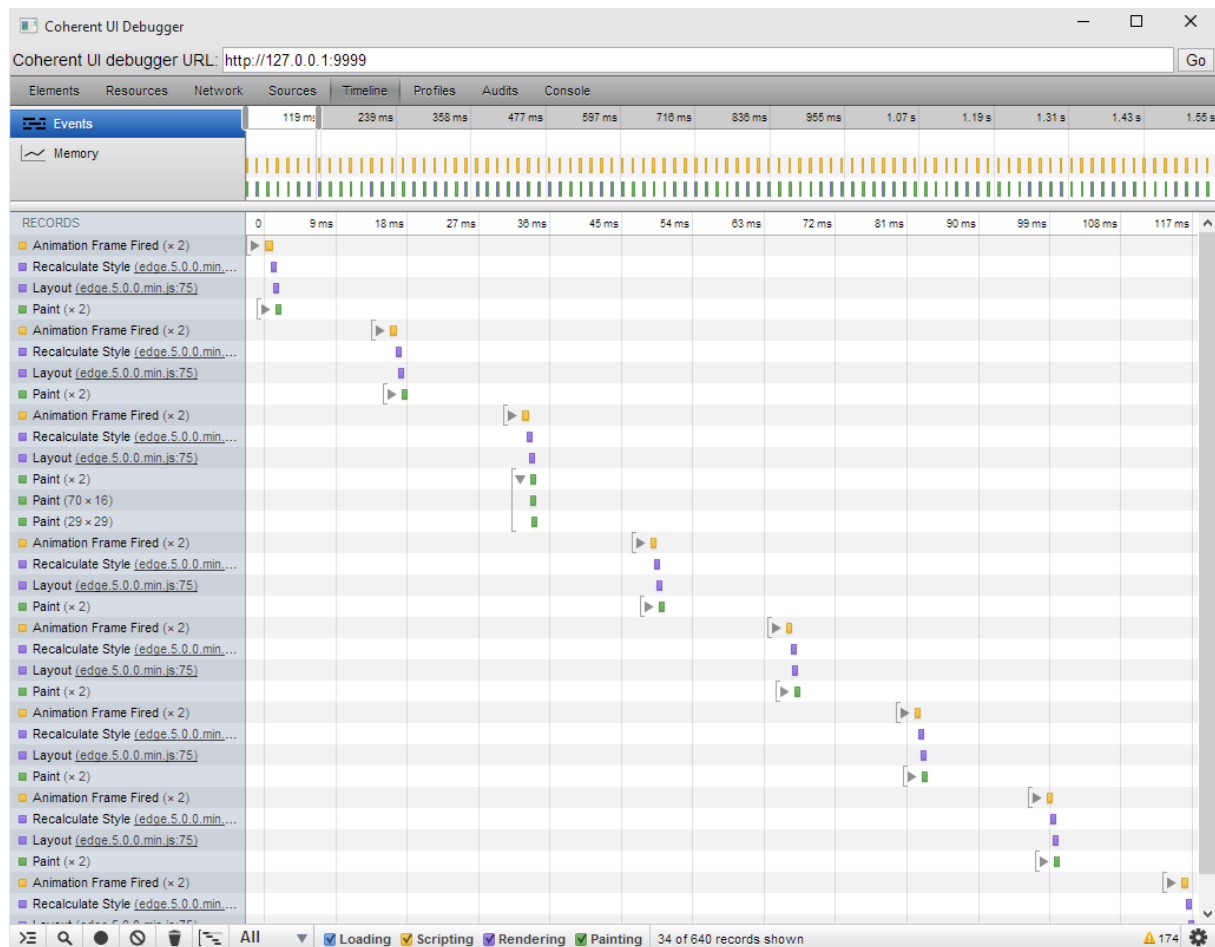 Coherent UI Debugger
Coherent UI debugger URL: http://127.0.0.1:9999 Go
Elements Resources Network Sources Timeline Profiles Audits Console
Events 119 ms 239 ms 358 ms 477 ms 597 ms 716 ms 836 ms 955 ms 1.07 s 1.19 s 1.31 s 1.43 s 1.55 s
Memory
RECORDS 0 9 ms 18 ms 27 ms 36 ms 45 ms 54 ms 63 ms 72 ms 81 ms 90 ms 99 ms 108 ms 117 ms
Animation Frame Fired (× 2)
Recalculate Style (edge.5.0.0.min....
Layout (edge.5.0.0.min.js:75)
Paint (× 2)
Animation Frame Fired (× 2)
Recalculate Style (edge.5.0.0.min....
Layout (edge.5.0.0.min.js:75)
Paint (× 2)
Animation Frame Fired (× 2)
Recalculate Style (edge.5.0.0.min....
Layout (edge.5.0.0.min.js:75)
Paint (× 2)
Paint (70 × 16)
Paint (29 × 29)
Animation Frame Fired (× 2)
Recalculate Style (edge.5.0.0.min....
Layout (edge.5.0.0.min.js:75)
Paint (× 2)
Animation Frame Fired (× 2)
Recalculate Style (edge.5.0.0.min....
Layout (edge.5.0.0.min.js:75)
Paint (× 2)
Animation Frame Fired (× 2)
Recalculate Style (edge.5.0.0.min....
Layout (edge.5.0.0.min.js:75)
Paint (× 2)
Animation Frame Fired (× 2)
Recalculate Style (edge.5.0.0.min....
Layout (edge.5.0.0.min.js:75)
Paint (× 2)
Animation Frame Fired (× 2)
Recalculate Style (edge.5.0.0.min....
All Loading Scripting Rendering Painting 34 of 640 records shown 174